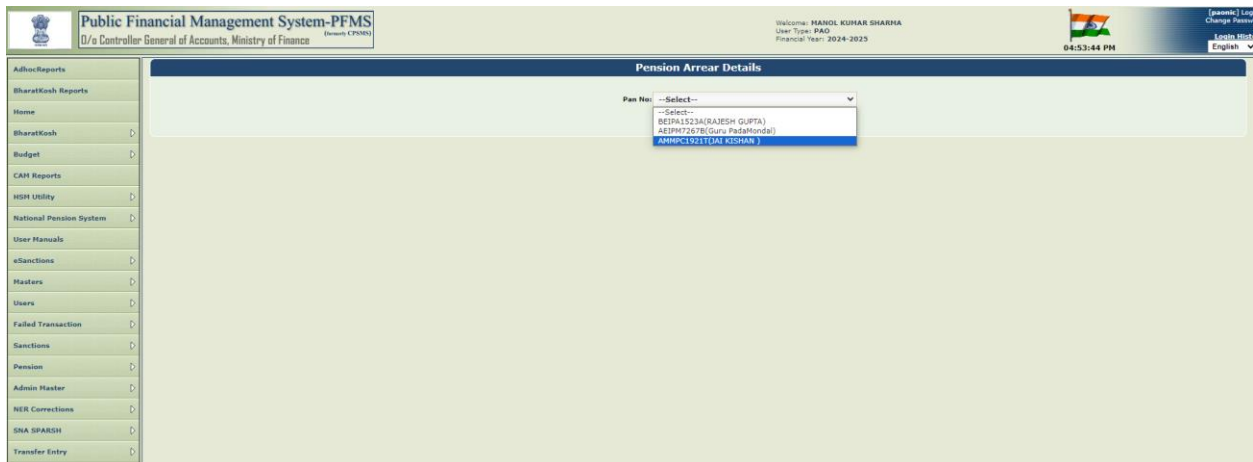 Public Financial Management System-PFMS
(formerly CPSMS)
O/o Controller General of Accounts, Ministry of Finance
Welcome: MANOL KUMAR SHARMA
User Type: PAO
Financial Year: 2024-2025
04:53:44 PM
[paonic] Log
Change Passw
Login Hist
English
AdhocReports
BharatKosh Reports
Home
BharatKosh
Budget
CAM Reports
HSM Utility
National Pension System
User Manuals
eSanctions
Masters
Users
Failed Transaction
Sanctions
Pension
Admin Master
NER Corrections
SNA SPARSH
Transfer Entry
Pension Arrear Details
Pan No: --Select--
--Select--
BEIPA1523A(RAJESH GUPTA)
AEIPM7267B(Guru PadaMondal)
AMMPC1921T(JAI KISHAN )